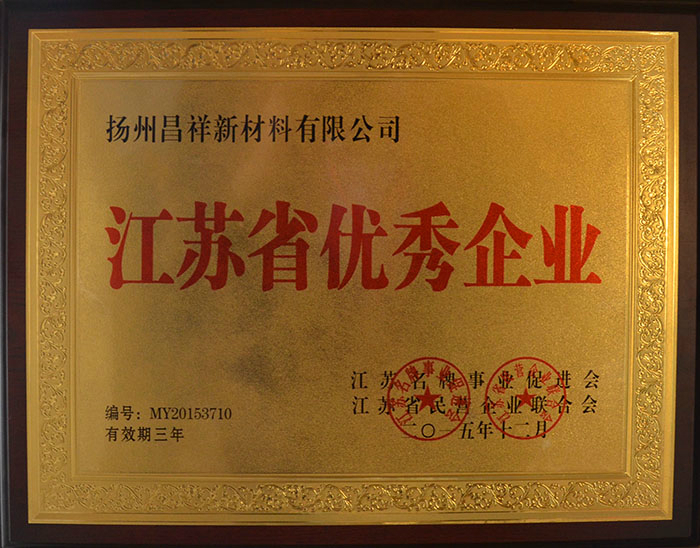 扬州昌祥新材料有限公司
江苏省优秀企业
江苏名牌事业促进会
江苏省民营企业联合会
二〇一五年十二月
编号：MY20153710
有效期三年